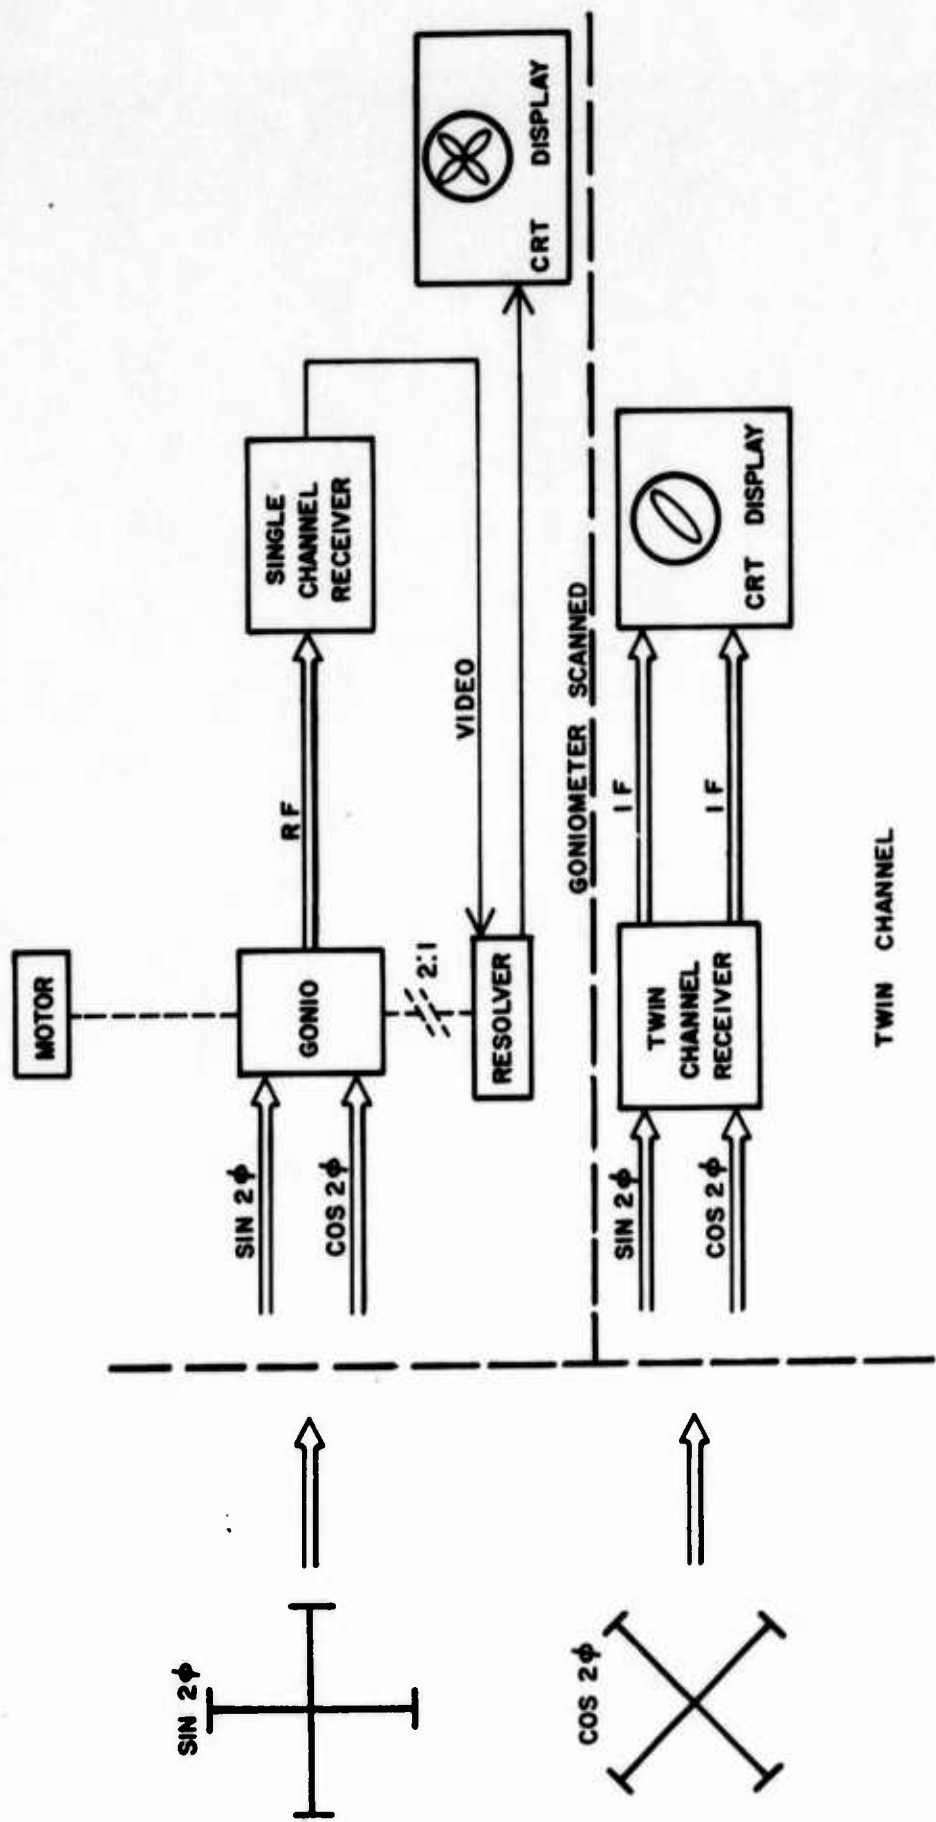 SIN 2ϕ
COS 2ϕ
MOTOR
SIN 2ϕ
COS 2ϕ
GONIO
RF
SINGLE
CHANNEL
RECEIVER
2:1
RESOLVER
VIDEO
CRT DISPLAY
GONIOMETER SCANNED
SIN 2ϕ
COS 2ϕ
TWIN
CHANNEL
RECEIVER
IF
IF
CRT DISPLAY
TWIN CHANNEL